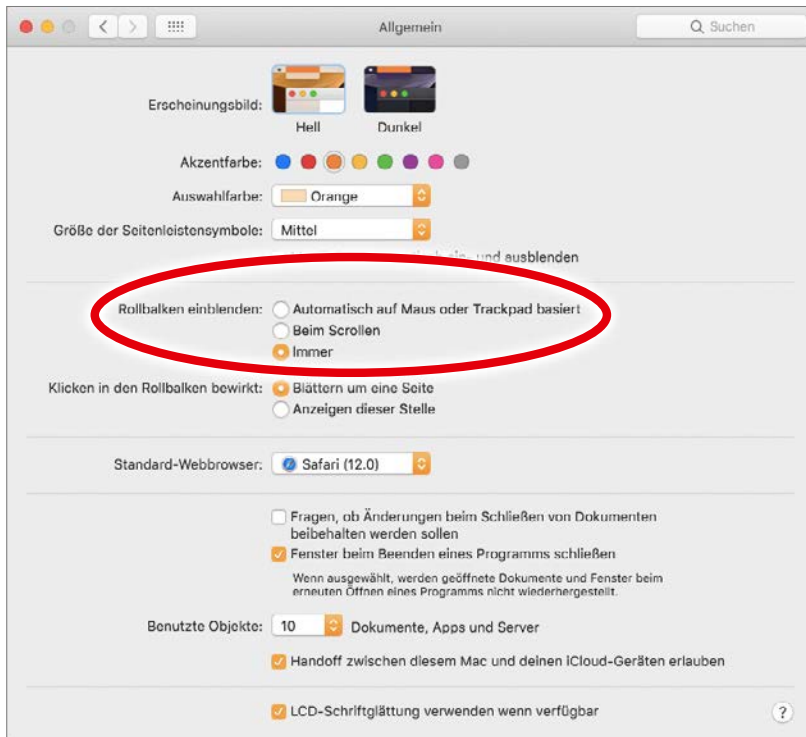 Allgemein
Suchen
Erscheinungsbild:
Hell Dunkel
Akzentfarbe:
Auswahlfarbe: Orange
Größe der Seitenleistensymbole: Mittel
ein- und ausblenden
Rollbalken einblenden: Automatisch auf Maus oder Trackpad basiert
Beim Scrollen
Immer
Klicken in den Rollbalken bewirkt: Blättern um eine Seite
Anzeigen dieser Stelle
Standard-Webbrowser: Safari (12.0)
Fragen, ob Änderungen beim Schließen von Dokumenten
beibehalten werden sollen
Fenster beim Beenden eines Programms schließen
Wenn ausgewählt, werden geöffnete Dokumente und Fenster beim
erneuten Öffnen eines Programms nicht wiederhergestellt.
Benutzte Objekte: 10 Dokumente, Apps und Server
Handoff zwischen diesem Mac und deinen iCloud-Geräten erlauben
LCD-Schriftglättung verwenden wenn verfügbar ?